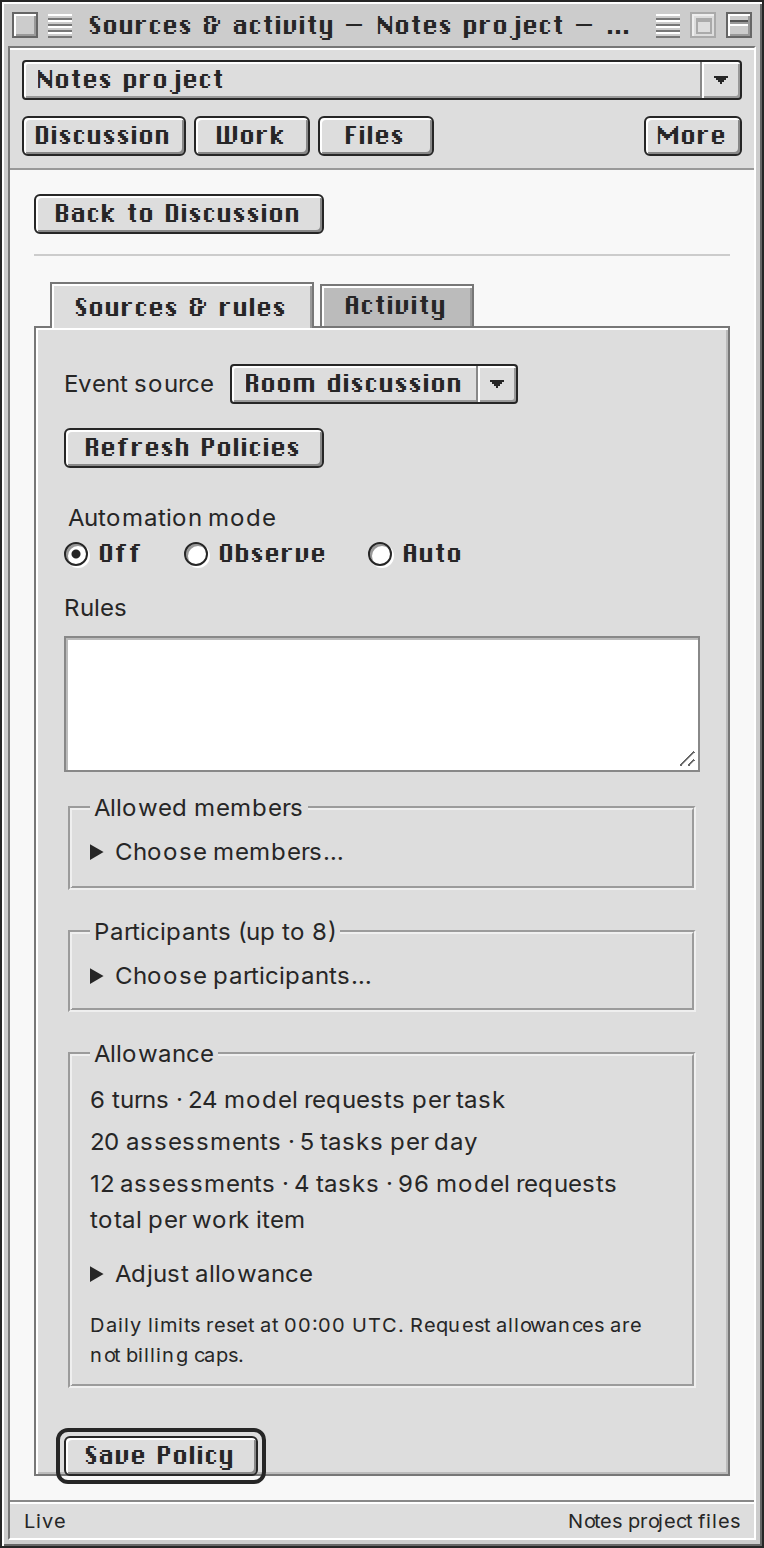 Sources & activity — Notes project — ...
Notes project
Discussion Work Files More
Back to Discussion
Sources & rules Activity
Event source Room discussion
Refresh Policies
Automation mode
Off Observe Auto
Rules
Allowed members
Choose members...
Participants (up to 8)
Choose participants...
Allowance
6 turns · 24 model requests per task
20 assessments · 5 tasks per day
12 assessments · 4 tasks · 96 model requests
total per work item
Adjust allowance
Daily limits reset at 00:00 UTC. Request allowances are
not billing caps.
Save Policy
Live Notes project files